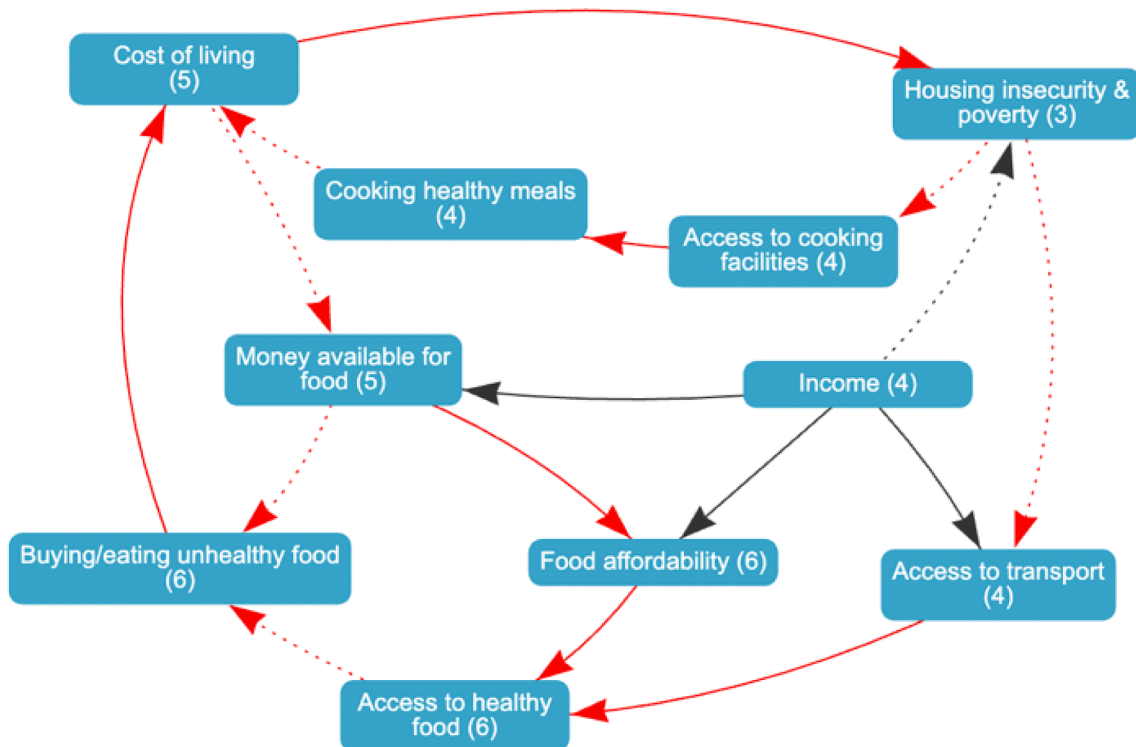 Cost of living
(5)
Housing insecurity &
poverty (3)
Cooking healthy meals
(4)
Access to cooking
facilities (4)
Money available for
food (5)
Income (4)
Buying/eating unhealthy food
(6)
Food affordability (6)
Access to transport
(4)
Access to healthy
food (6)